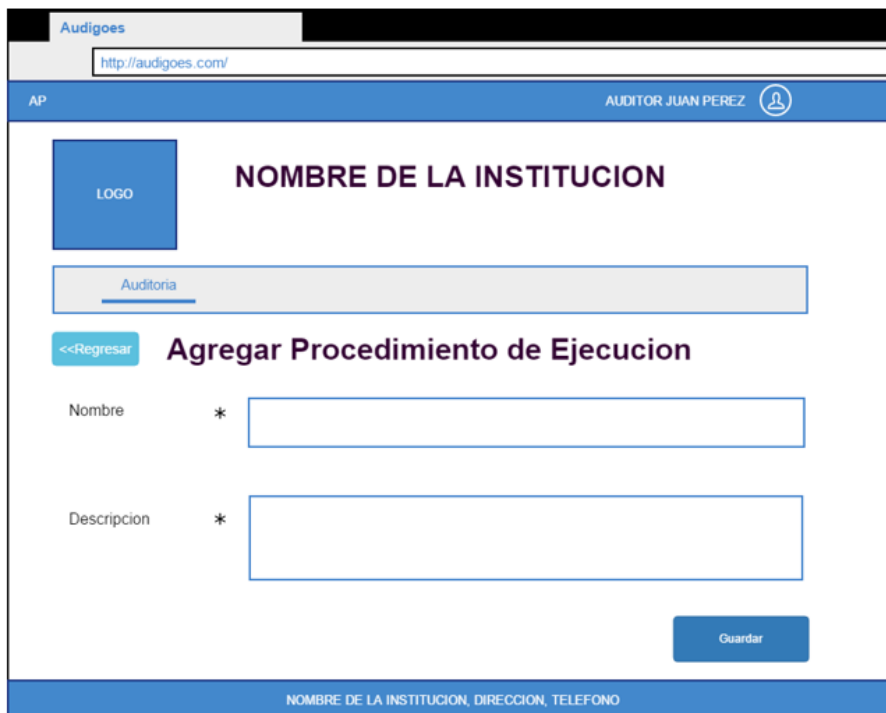 Audigoes
http://audigoes.com/
AP
AUDITOR JUAN PEREZ
LOGO
NOMBRE DE LA INSTITUCION
Auditoria
<<Regresar
Agregar Procedimiento de Ejecucion
Nombre *
Descripcion *
Guardar
NOMBRE DE LA INSTITUCION, DIRECCION, TELEFONO